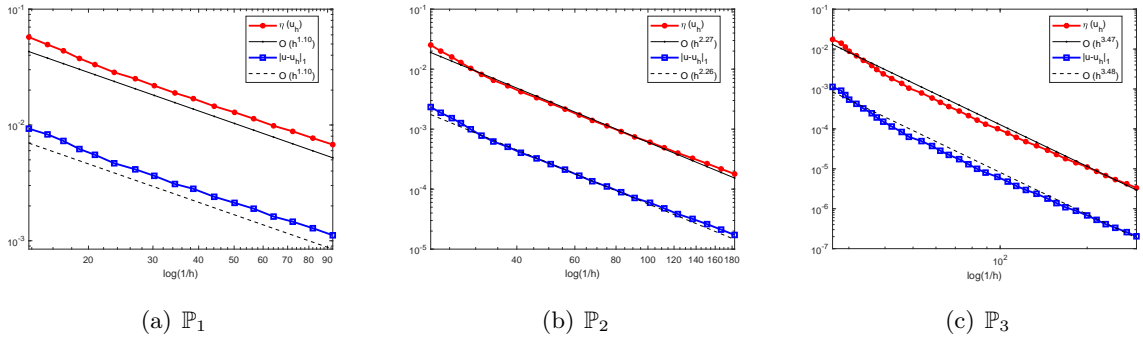 10^-1
10^-2
10^-3
20 30 40 50 60 70 80 90
log(1/h)
η (u_h)
O (h^1.10)
|u-u_h|_1
O (h^1.10)
(a) ℙ_1
10^-1
10^-2
10^-3
10^-4
10^-5
40 60 80 100 120 140 160 180
log(1/h)
η (u_h)
O (h^2.27)
|u-u_h|_1
O (h^2.26)
(b) ℙ_2
10^-1
10^-2
10^-3
10^-4
10^-5
10^-6
10^-7
10^2
log(1/h)
η (u_h)
O (h^3.47)
|u-u_h|_1
O (h^3.48)
(c) ℙ_3